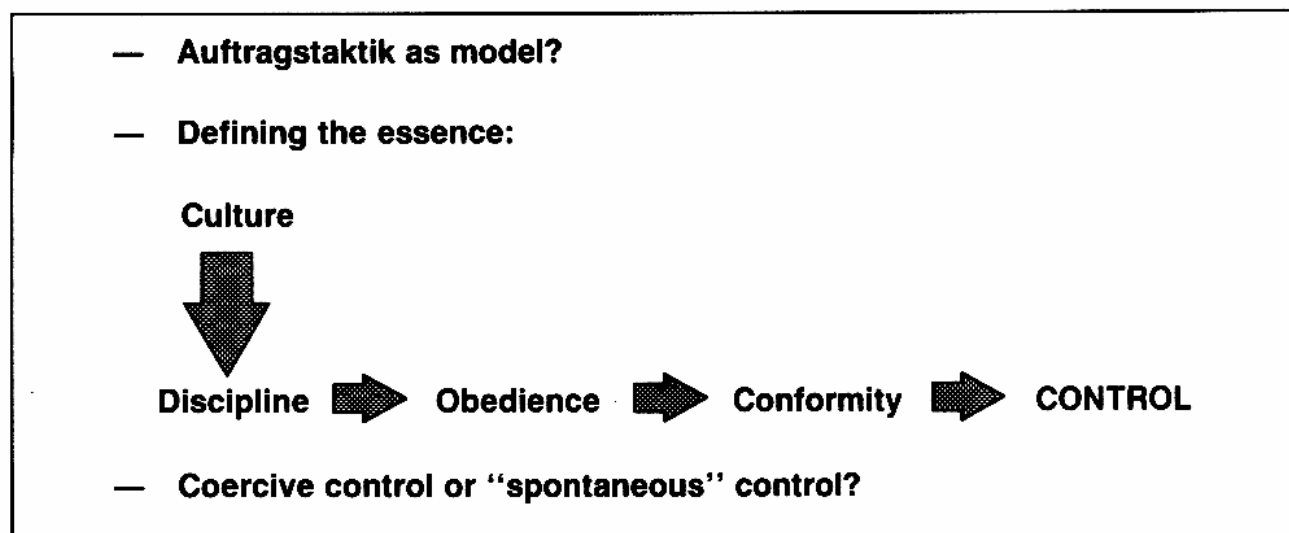 — Auftragstaktik as model?
— Defining the essence:
Culture
Discipline Obedience Conformity CONTROL
— Coercive control or ‘‘spontaneous’’ control?